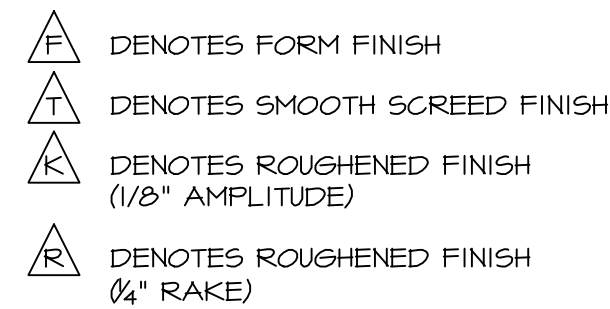 F DENOTES FORM FINISH
T DENOTES SMOOTH SCREED FINISH
K DENOTES ROUGHENED FINISH
(1/8" AMPLITUDE)
R DENOTES ROUGHENED FINISH
(1/4" RAKE)